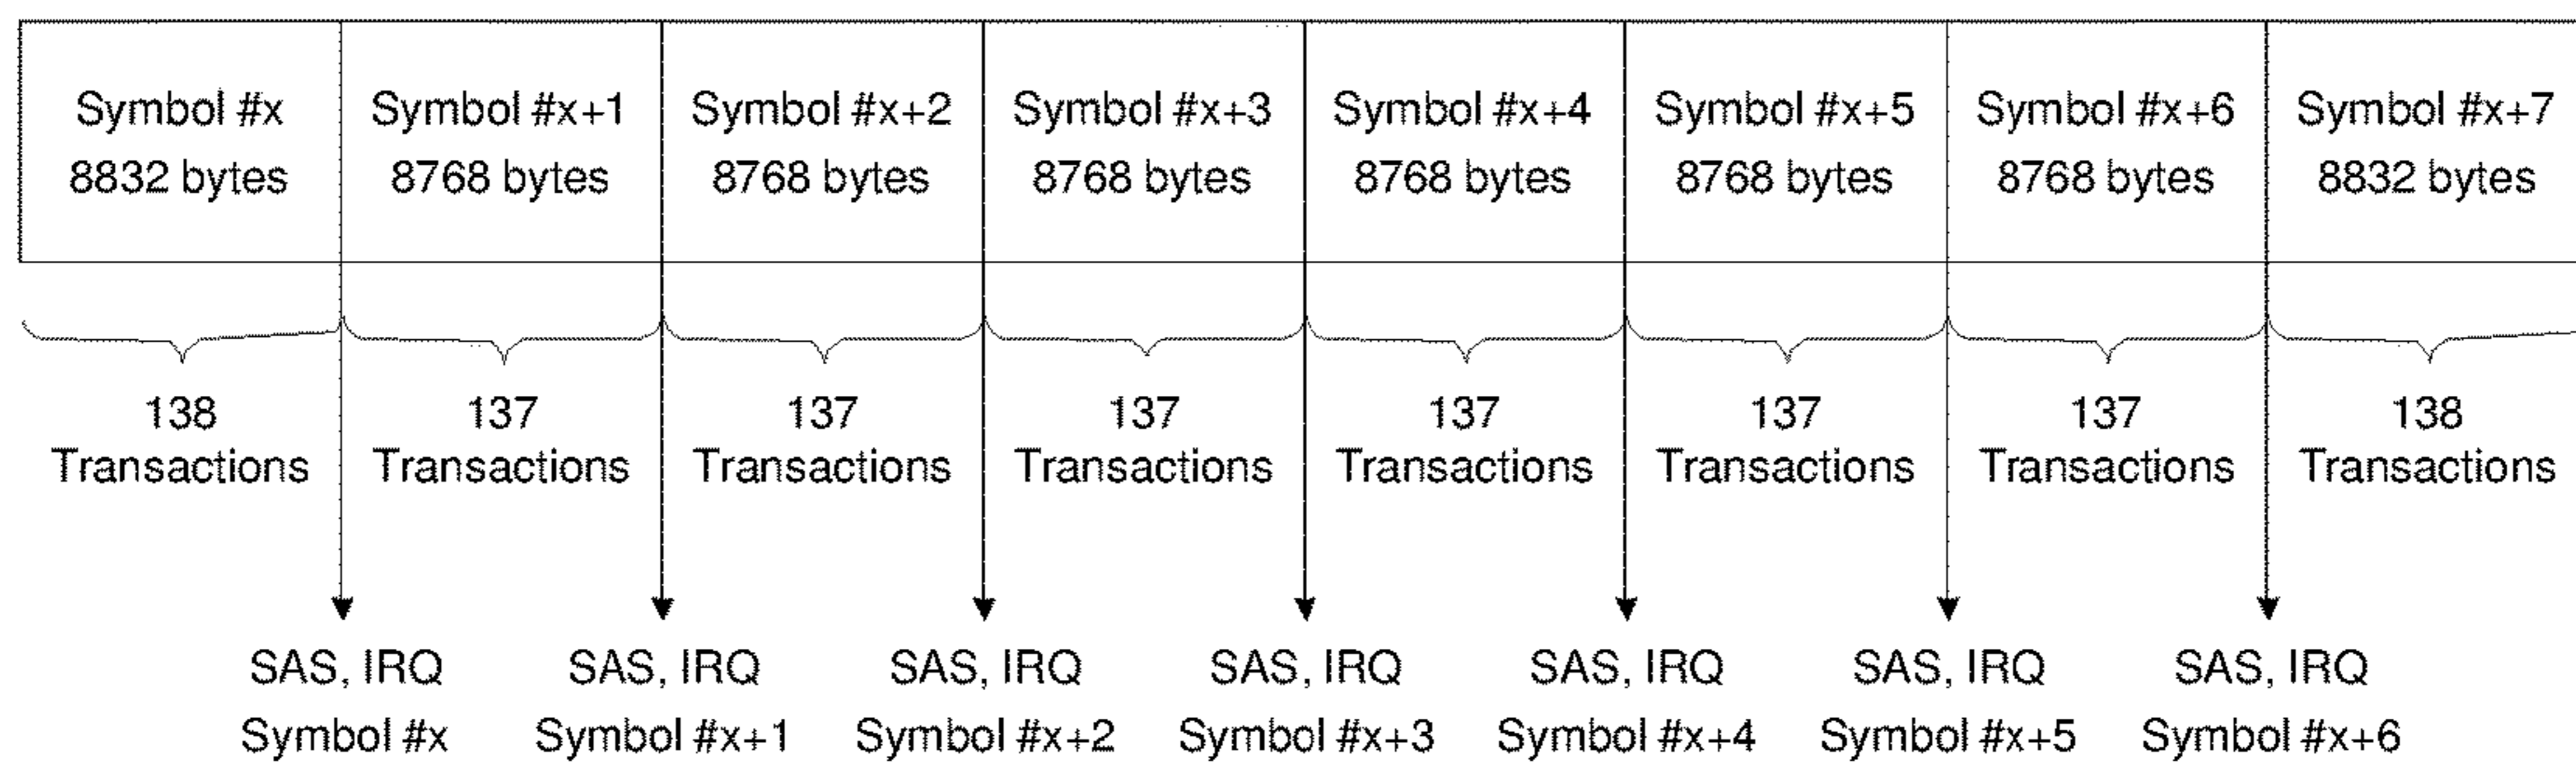 Symbol #x Symbol #x+1 Symbol #x+2 Symbol #x+3 Symbol #x+4 Symbol #x+5 Symbol #x+6 Symbol #x+7
8832 bytes 8768 bytes 8768 bytes 8768 bytes 8768 bytes 8768 bytes 8768 bytes 8832 bytes
138 137 137 137 137 137 137 138
Transactions Transactions Transactions Transactions Transactions Transactions Transactions Transactions
SAS, IRQ SAS, IRQ SAS, IRQ SAS, IRQ SAS, IRQ SAS, IRQ SAS, IRQ
Symbol #x Symbol #x+1 Symbol #x+2 Symbol #x+3 Symbol #x+4 Symbol #x+5 Symbol #x+6